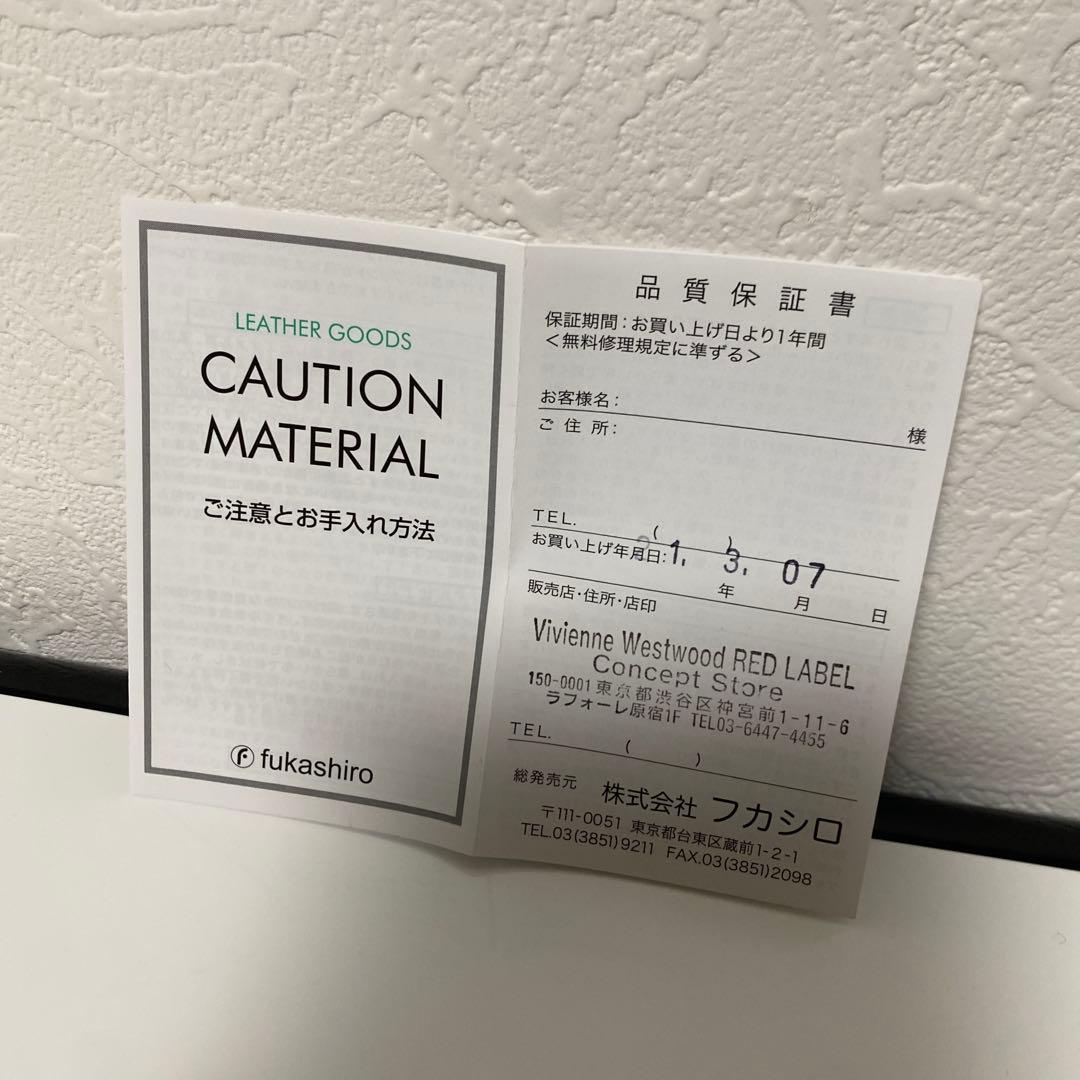 LEATHER GOODS
CAUTION
MATERIAL
ご注意とお手入れ方法
fukashiro
品質保証書
保証期間：お買い上げ日より1年間
＜無料修理規定に準ずる＞
お客様名：
様
ご住所：
TEL. ( )
お買い上げ年月日：
21. 3. 07
年 月 日
販売店・住所・店印
Vivienne Westwood RED LABEL
Concept Store
150-0001 東京都渋谷区神宮前1-11-6
ラフォーレ原宿1F TEL03-6447-4455
TEL. ( )
総発売元 株式会社 フカシロ
〒111-0051 東京都台東区蔵前1-2-1
TEL.03(3851)9211 FAX.03(3851)2098